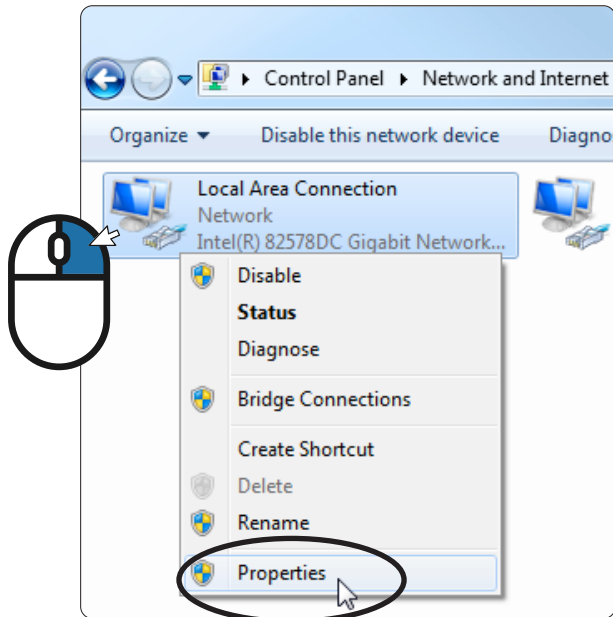 Control Panel Network and Internet
Organize Disable this network device Diagno
Local Area Connection
Network
Intel(R) 82578DC Gigabit Network...
Disable
Status
Diagnose
Bridge Connections
Create Shortcut
Delete
Rename
Properties